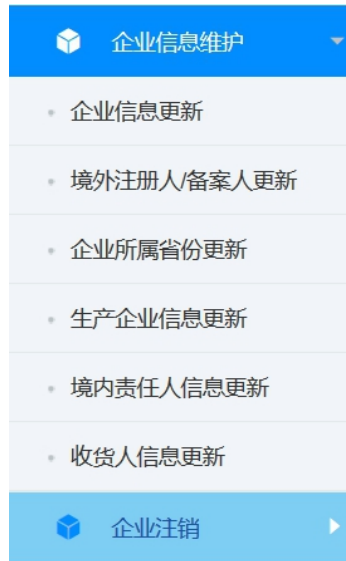 企业信息维护
企业信息更新
境外注册人/备案人更新
企业所属省份更新
生产企业信息更新
境内责任人信息更新
收货人信息更新
企业注销